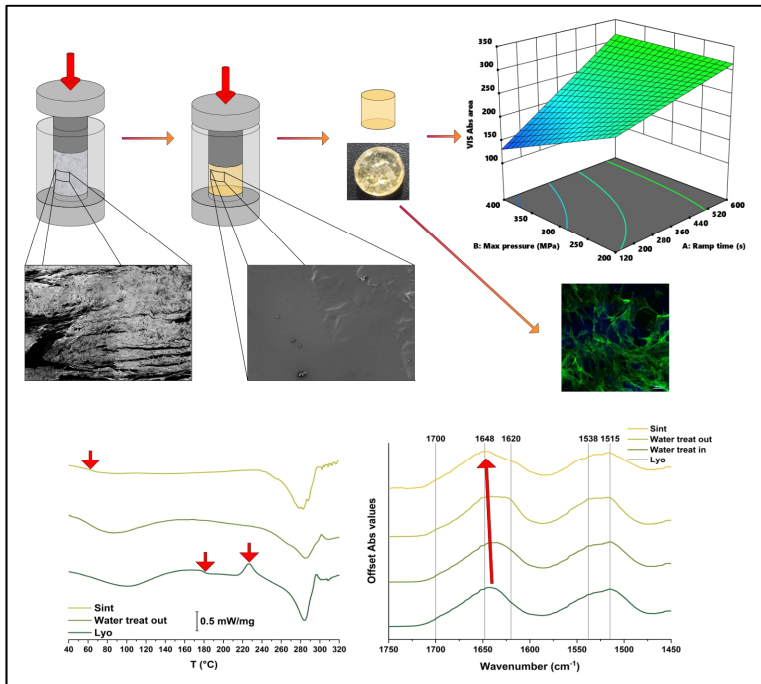 350
300
250
200
150
100
VIS Abs area
400
350
300
250
200
B: Max pressure (MPa)
120
200
280
360
440
520
600
A: Ramp time (s)
Sint
Water treat out
Lyo
0.5 mW/mg
40 60 80 100 120 140 160 180 200 220 240 260 280 300 320
T (°C)
Sint
Water treat out
Water treat in
Lyo
1700 1648 1620 1538 1515
Offset Abs values
1750 1700 1650 1600 1550 1500 1450
Wavenumber (cm⁻¹)